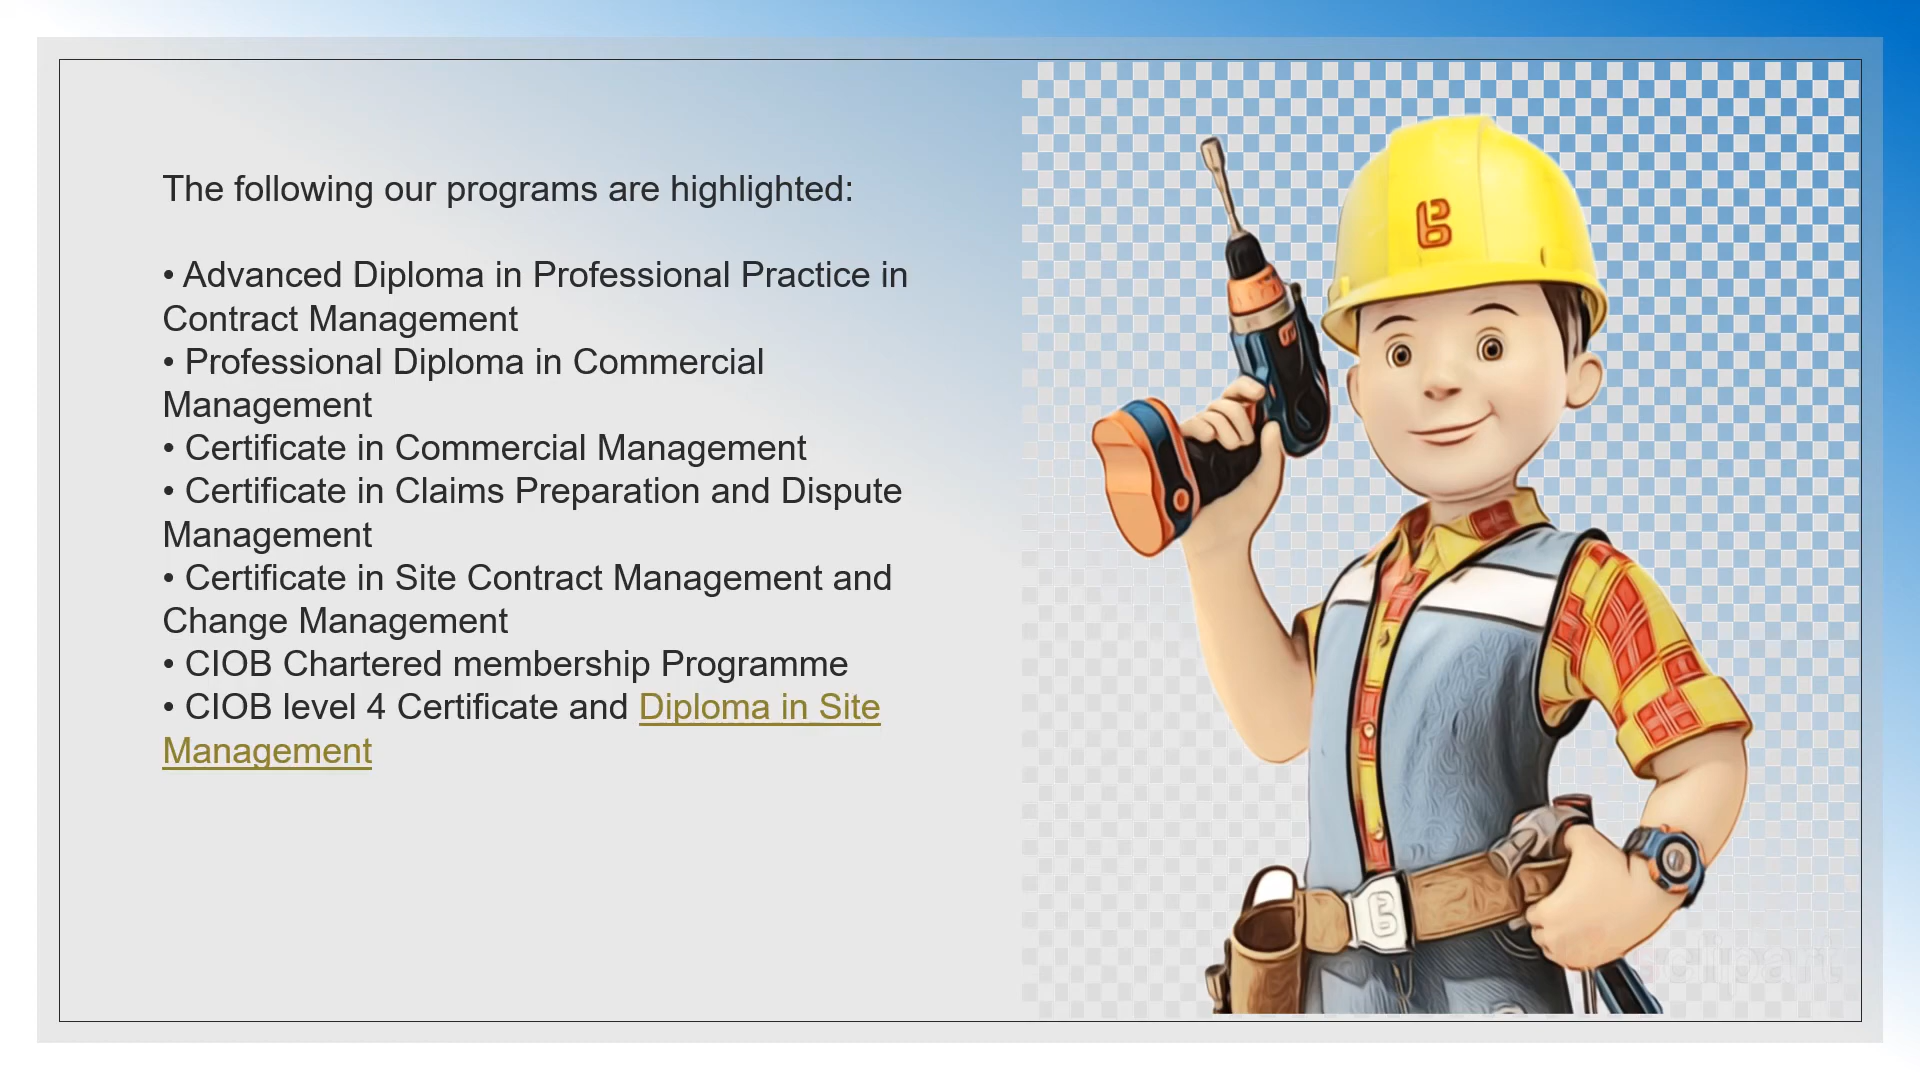 The following our programs are highlighted:
• Advanced Diploma in Professional Practice in
Contract Management
• Professional Diploma in Commercial
Management
• Certificate in Commercial Management
• Certificate in Claims Preparation and Dispute
Management
• Certificate in Site Contract Management and
Change Management
• CIOB Chartered membership Programme
• CIOB level 4 Certificate and Diploma in Site
Management